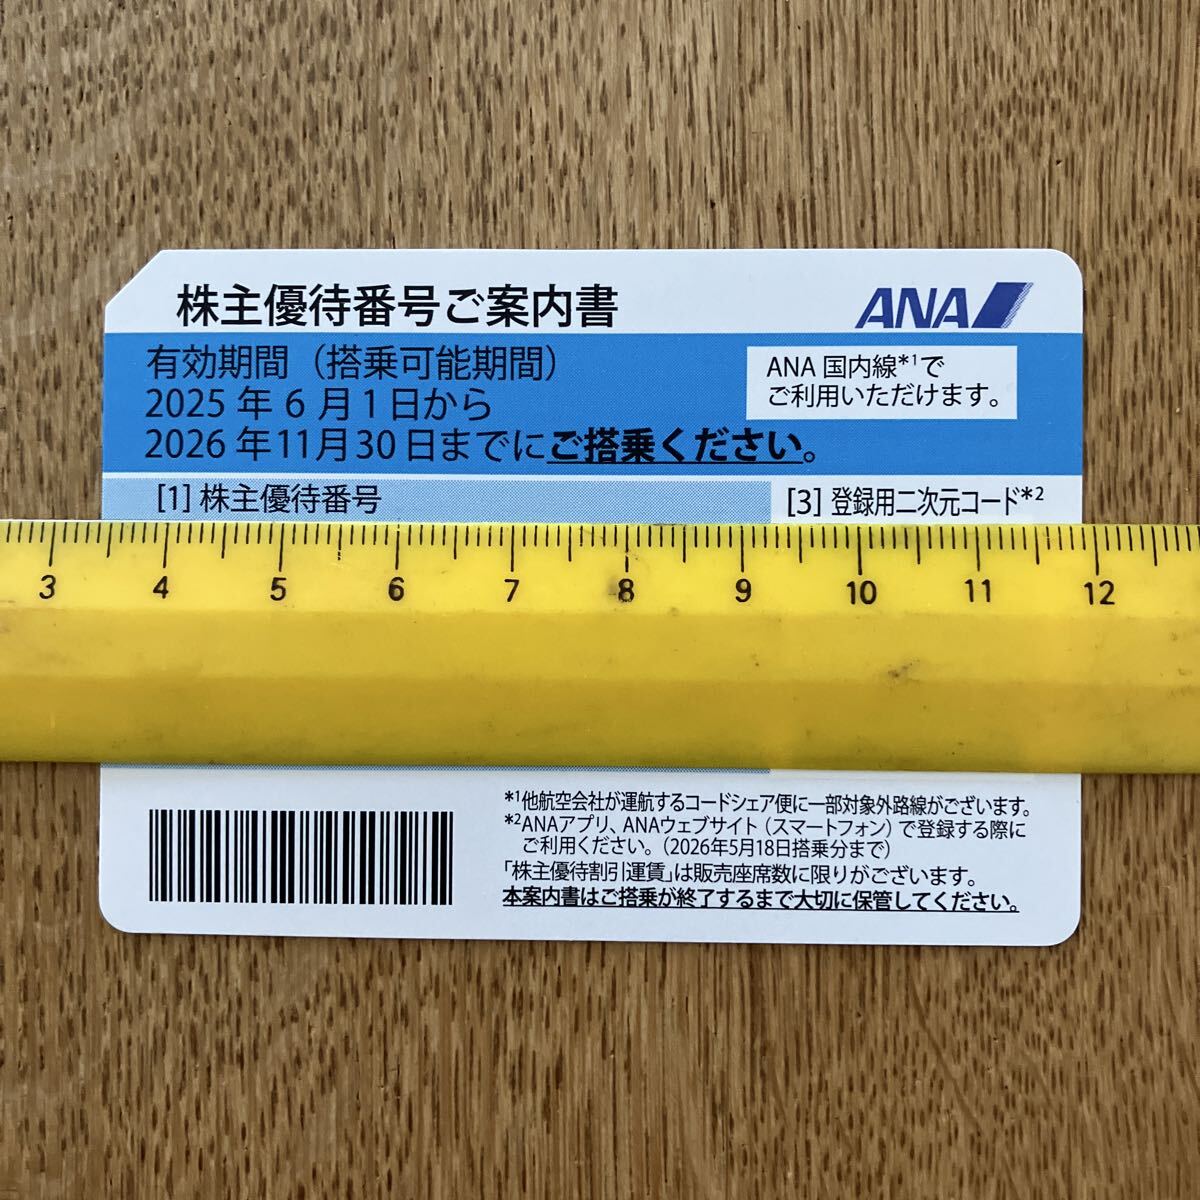 株主優待番号ご案内書
ANA
有効期間（搭乗可能期間）
2025年6月1日から
2026年11月30日までにご搭乗ください。
ANA国内線*1で
ご利用いただけます。
[1] 株主優待番号
[3] 登録用二次元コード*2
3 4 5 6 7 8 9 10 11 12
*1他航空会社が運航するコードシェア便に一部対象外路線がございます。
*2ANAアプリ、ANAウェブサイト（スマートフォン）で登録する際に
ご利用ください。（2026年5月18日搭乗分まで）
「株主優待割引運賃」は販売座席数に限りがございます。
本案内書はご搭乗が終了するまで大切に保管してください。